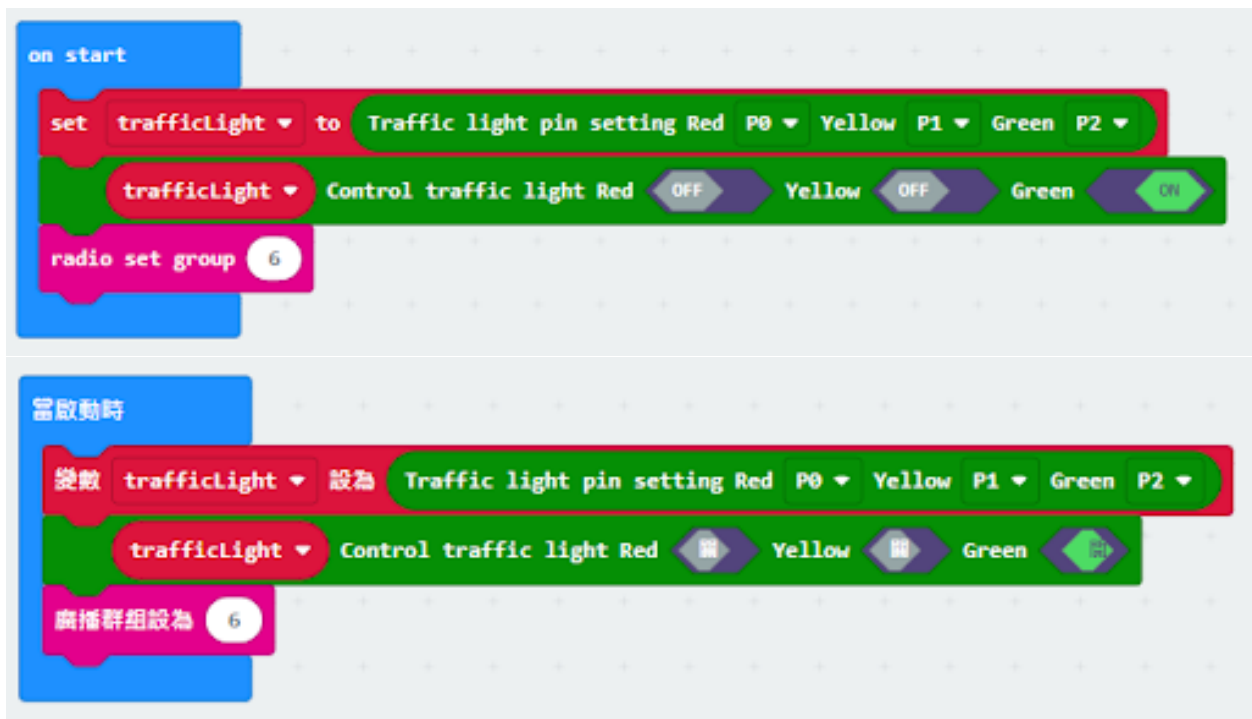 on start
set trafficLight to Traffic light pin setting Red P0 Yellow P1 Green P2
trafficLight Control traffic light Red OFF Yellow OFF Green ON
radio set group 6
當啟動時
變數 trafficLight 設為 Traffic light pin setting Red P0 Yellow P1 Green P2
trafficLight Control traffic light Red 關 Yellow 關 Green 開
廣播群組設為 6